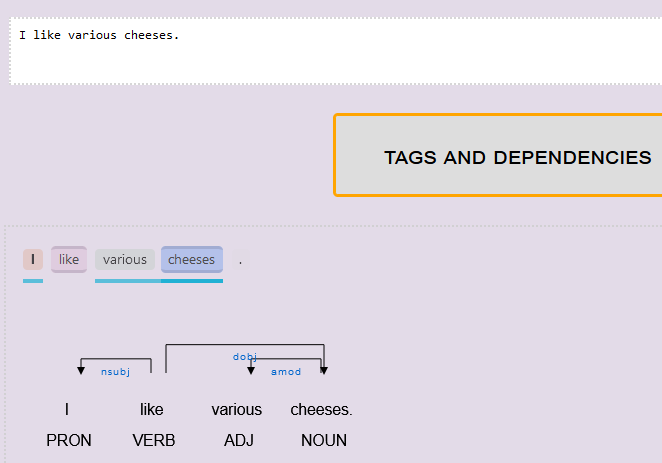 I like various cheeses.
TAGS AND DEPENDENCIES
I like various cheeses .
dobj
nsubj amod
I like various cheeses.
PRON VERB ADJ NOUN